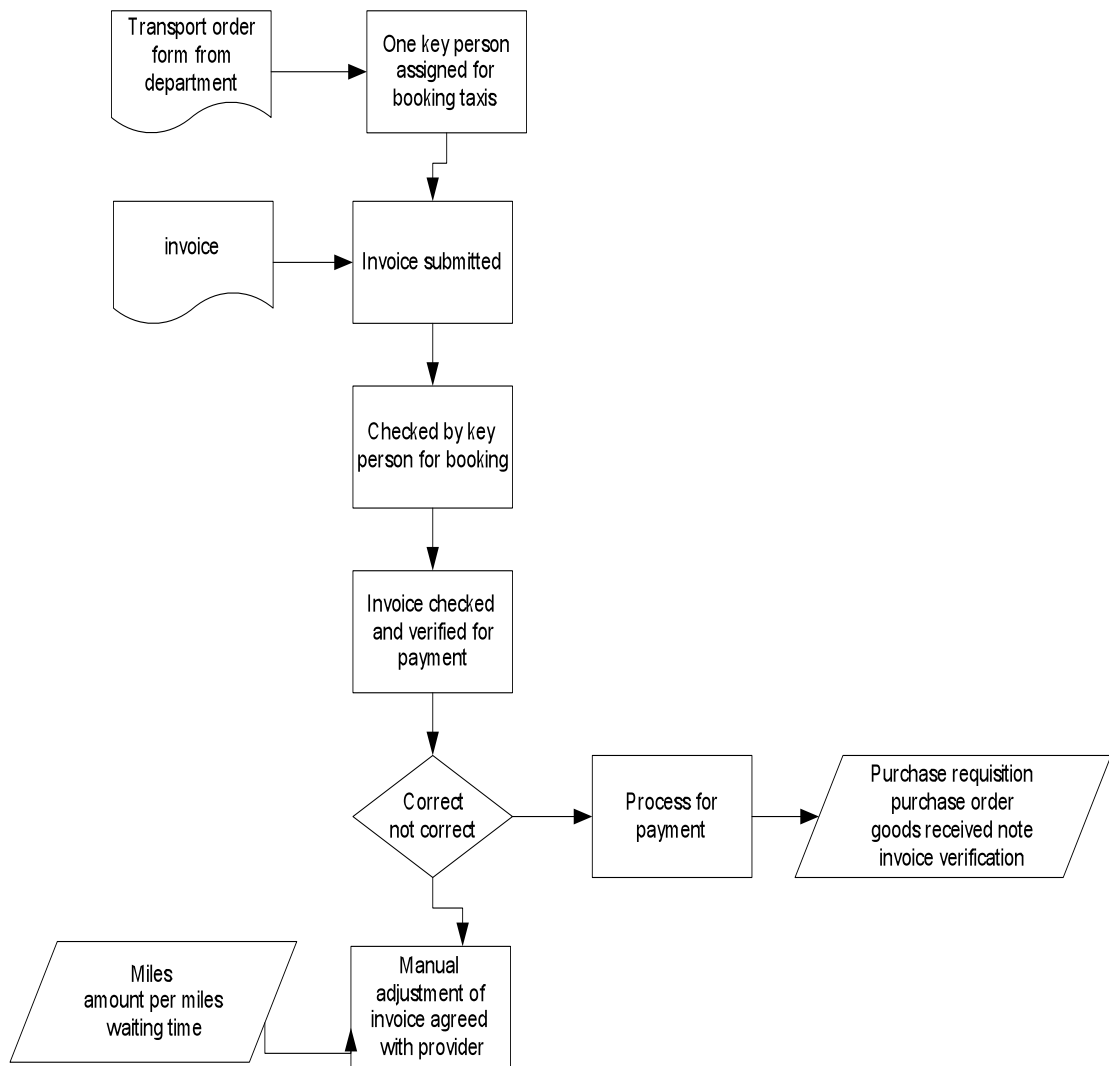 Transport order
form from
department
One key person
assigned for
booking taxis
invoice
Invoice submitted
Checked by key
person for booking
Invoice checked
and verified for
payment
Correct
not correct
Process for
payment
Purchase requisition
purchase order
goods received note
invoice verification
Miles
amount per miles
waiting time
Manual
adjustment of
invoice agreed
with provider